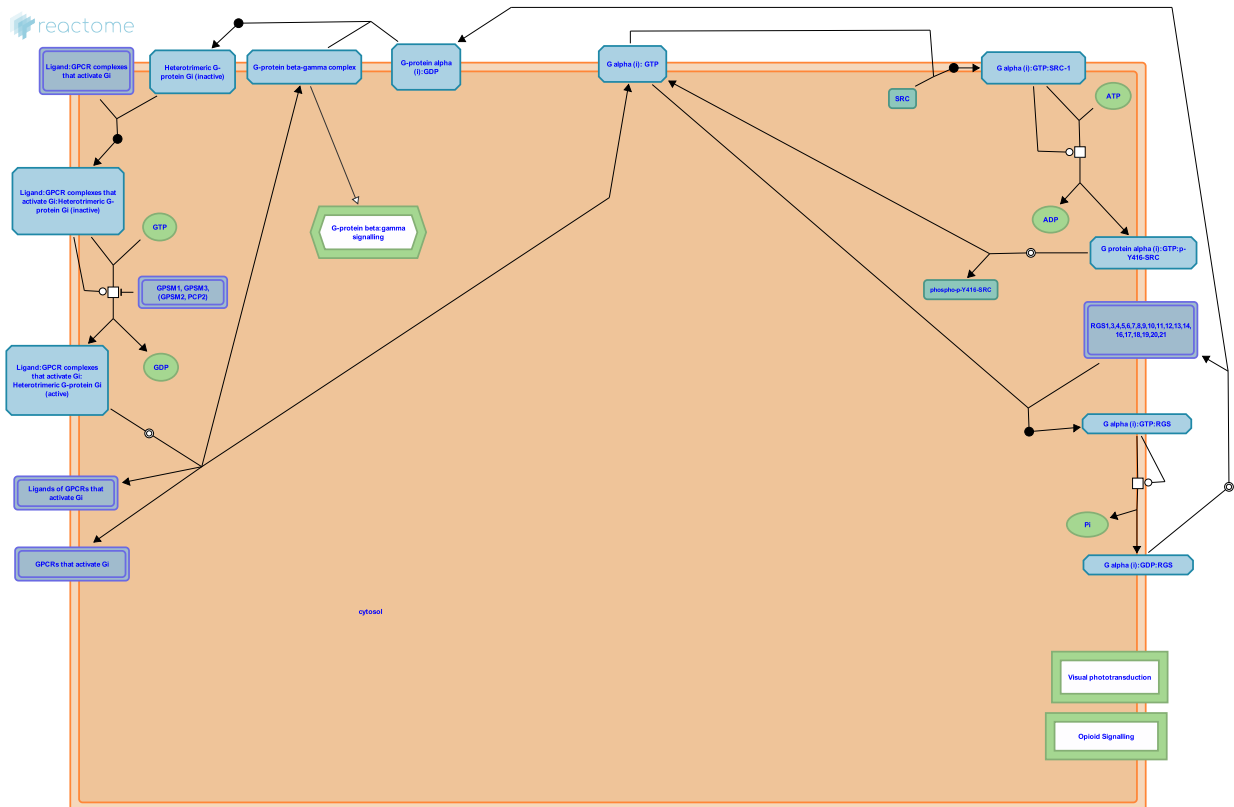 reactome
Ligand:GPCR complexes
that activate Gi
Heterotrimeric G-
protein Gi (inactive)
G-protein beta-gamma complex
G-protein alpha
(i):GDP
G alpha (i): GTP
G alpha (i):GTP:SRC-1
SRC
ATP
Ligand:GPCR complexes that
activate Gi:Heterotrimeric G-
protein Gi (inactive)
GTP
G-protein beta:gamma
signalling
ADP
G protein alpha (i):GTP:p-
Y416-SRC
GPSM1, GPSM3,
(GPSM2, PCP2)
phospho-p-Y416-SRC
RGS1,3,4,5,6,7,8,9,10,11,12,13,14,
16,17,18,19,20,21
Ligand:GPCR complexes
that activate Gi:
Heterotrimeric G-protein Gi
(active)
GDP
G alpha (i):GTP:RGS
Ligands of GPCRs that
activate Gi
Pi
GPCRs that activate Gi
G alpha (i):GDP:RGS
cytosol
Visual phototransduction
Opioid Signalling